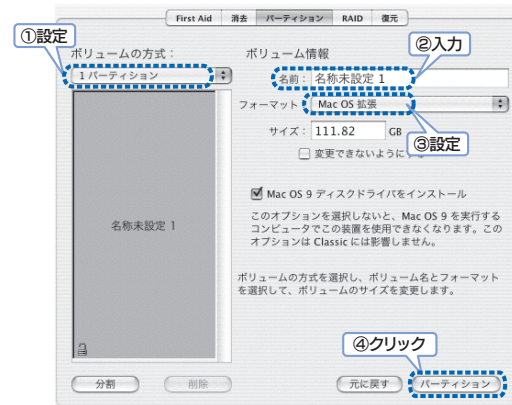 First Aid 消去 パーティション RAID 復元
①設定
ボリュームの方式：
1 パーティション
名称未設定 1
分割 削除
ボリューム情報
②入力
名前： 名称未設定 1
フォーマット Mac OS 拡張
③設定
サイズ： 111.82 GB
変更できないように
Mac OS 9 ディスクドライバをインストール
このオプションを選択しないと、Mac OS 9 を実行する
コンピュータでこの装置を使用できなくなります。この
オプションは Classic には影響しません。
ボリュームの方式を選択し、ボリューム名とフォーマット
を選択して、ボリュームのサイズを変更します。
④クリック
元に戻す パーティション